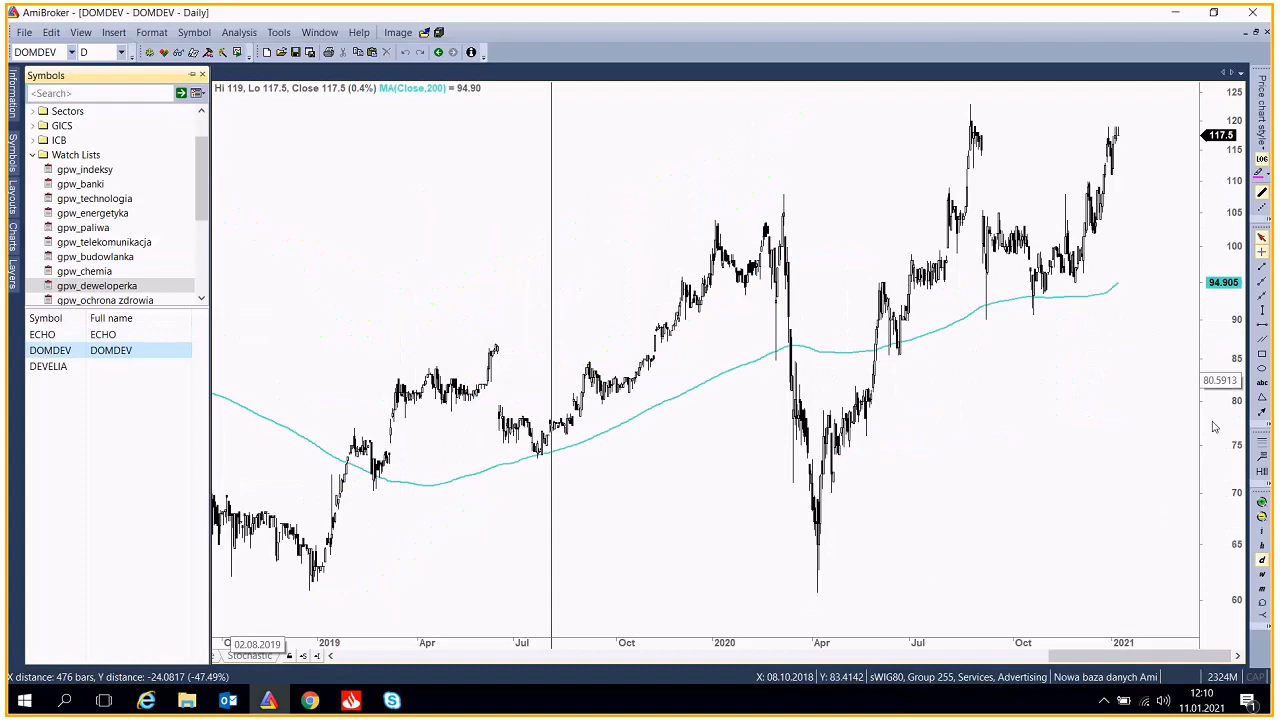 AmiBroker - [DOMDEV - DOMDEV - Daily]
File Edit View Insert Format Symbol Analysis Tools Window Help Image
DOMDEV D
Symbols
<Search>
Information
Symbols
Layouts
Charts
Layers
Sectors
GICS
ICB
Watch Lists
gpw_indeksy
gpw_banki
gpw_technologia
gpw_energetyka
gpw_paliwa
gpw_telekomunikacja
gpw_budowlanka
gpw_chemia
gpw_deweloperka
gpw_ochrona zdrowia
Symbol Full name
ECHO ECHO
DOMDEV DOMDEV
DEVELIA
Hi 119, Lo 117.5, Close 117.5 (0.4%) MA(Close,200) = 94.90
125
120
117.5
115
110
105
100
94.905
90
85
80.5913
80
75
70
65
60
2019 Apr Jul Oct 2020 Apr Jul Oct 2021
02.08.2019
Stochastic
Price chart style
LOG
abc
X distance: 476 bars, Y distance: -24.0817 (-47.49%)
X: 08.10.2018 Y: 83.4142 sWIG80, Group 255, Services, Advertising Nowa baza danych Ami 2324M CAP
12:10
11.01.2021